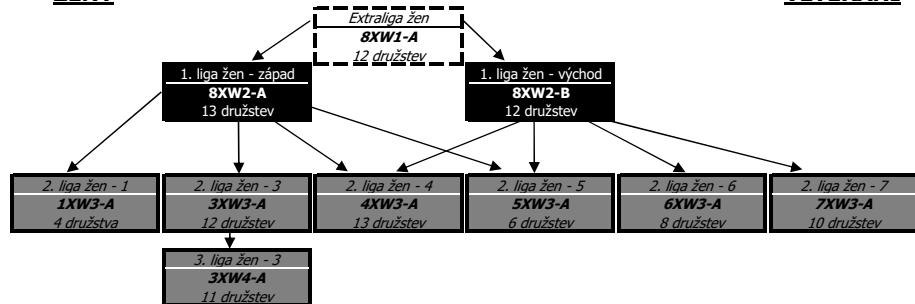 Extraliga žen
8XW1-A
12 družstev
1. liga žen - západ
8XW2-A
13 družstev
1. liga žen - východ
8XW2-B
12 družstev
2. liga žen - 1
1XW3-A
4 družstva
2. liga žen - 3
3XW3-A
12 družstev
2. liga žen - 4
4XW3-A
13 družstev
2. liga žen - 5
5XW3-A
6 družstev
2. liga žen - 6
6XW3-A
8 družstev
2. liga žen - 7
7XW3-A
10 družstev
3. liga žen - 3
3XW4-A
11 družstev